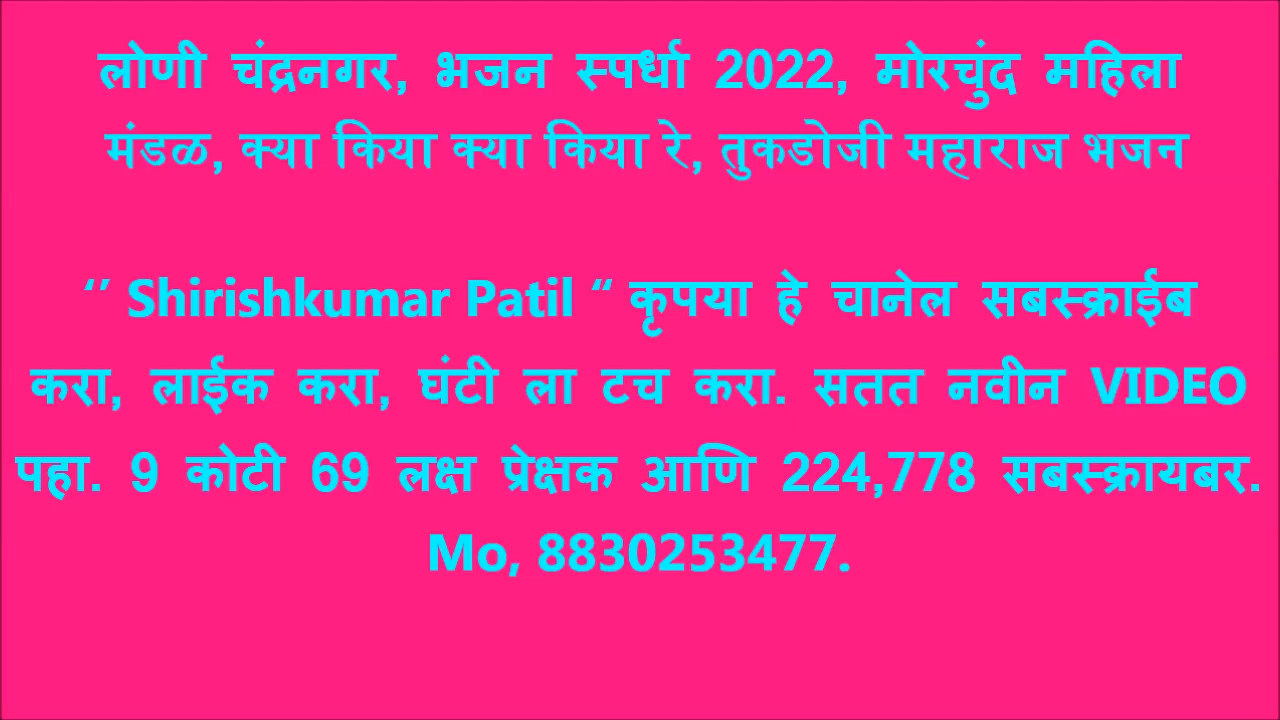 लोणी चंद्रनगर, भजन स्पर्धा 2022, मोरचुंद महिला
मंडळ, क्या किया क्या किया रे, तुकडोजी महाराज भजन
‘’ Shirishkumar Patil “ कृपया हे चानेल सबस्क्राईब
करा, लाईक करा, घंटी ला टच करा. सतत नवीन VIDEO
पहा. 9 कोटी 69 लक्ष प्रेक्षक आणि 224,778 सबस्क्रायबर.
Mo, 8830253477.